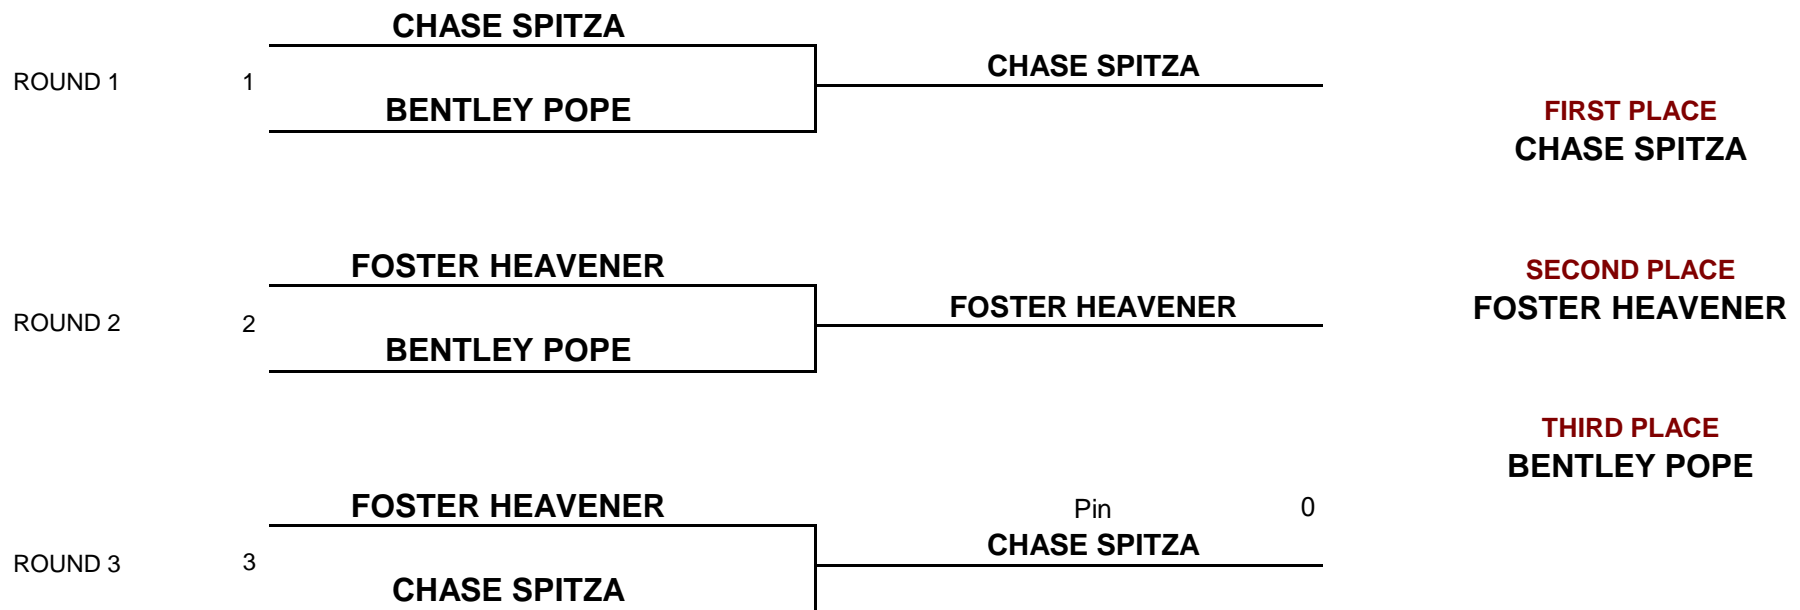 CHASE SPITZA
ROUND 1 1 CHASE SPITZA
BENTLEY POPE
FIRST PLACE
CHASE SPITZA
FOSTER HEAVENER
ROUND 2 2 FOSTER HEAVENER
BENTLEY POPE
SECOND PLACE
FOSTER HEAVENER
THIRD PLACE
BENTLEY POPE
FOSTER HEAVENER
Pin 0
ROUND 3 3 CHASE SPITZA
CHASE SPITZA